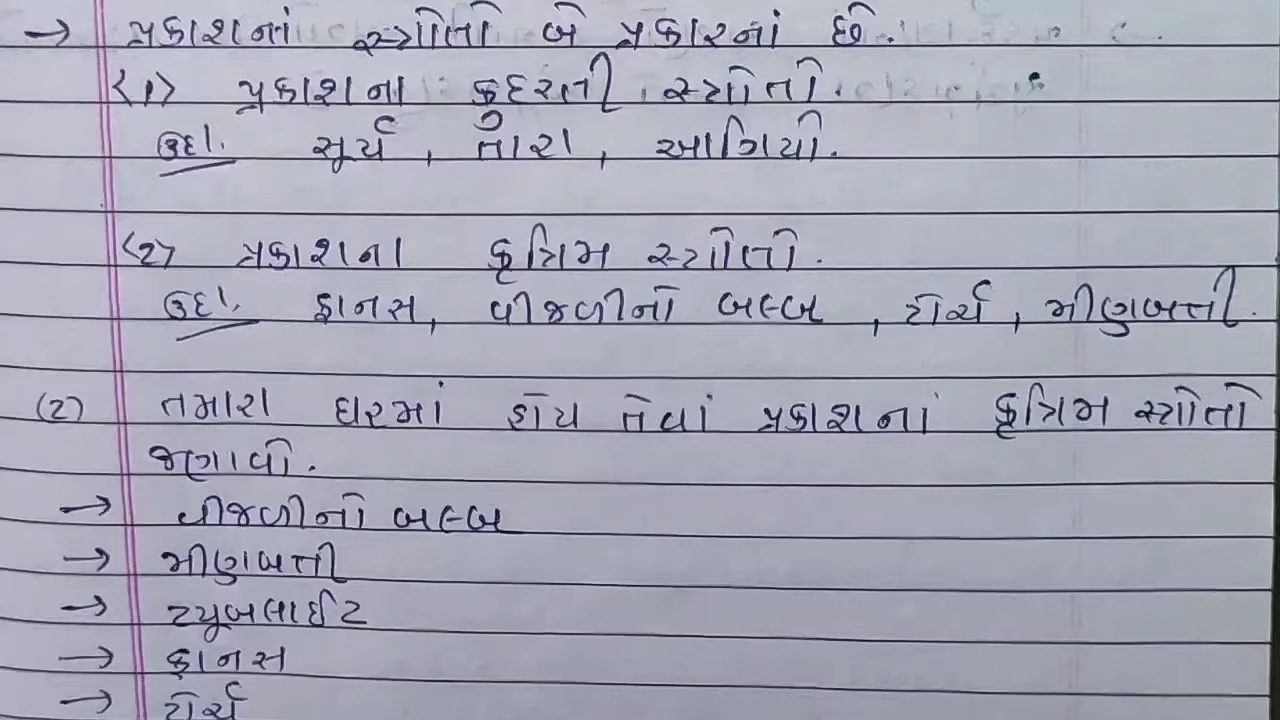 → પ્રકાશનાં સ્ત્રોતો બે પ્રકારનાં છે.
<1> પ્રકાશના કુદરતી સ્ત્રોતો.
ઉદા. સૂર્ય, તારા, આગિયો.
<2> પ્રકાશના કૃત્રિમ સ્ત્રોતો.
ઉદા. ફાનસ, વીજળીનો બલ્બ, ટોર્ચ, મીણબત્તી.
(2) તમારા ઘરમાં હોય તેવાં પ્રકાશનાં કૃત્રિમ સ્ત્રોતો
જણાવો.
→ વીજળીનો બલ્બ
→ મીણબત્તી
→ ટયુબલાઈટ
→ ફાનસ
→ ટોર્ચ